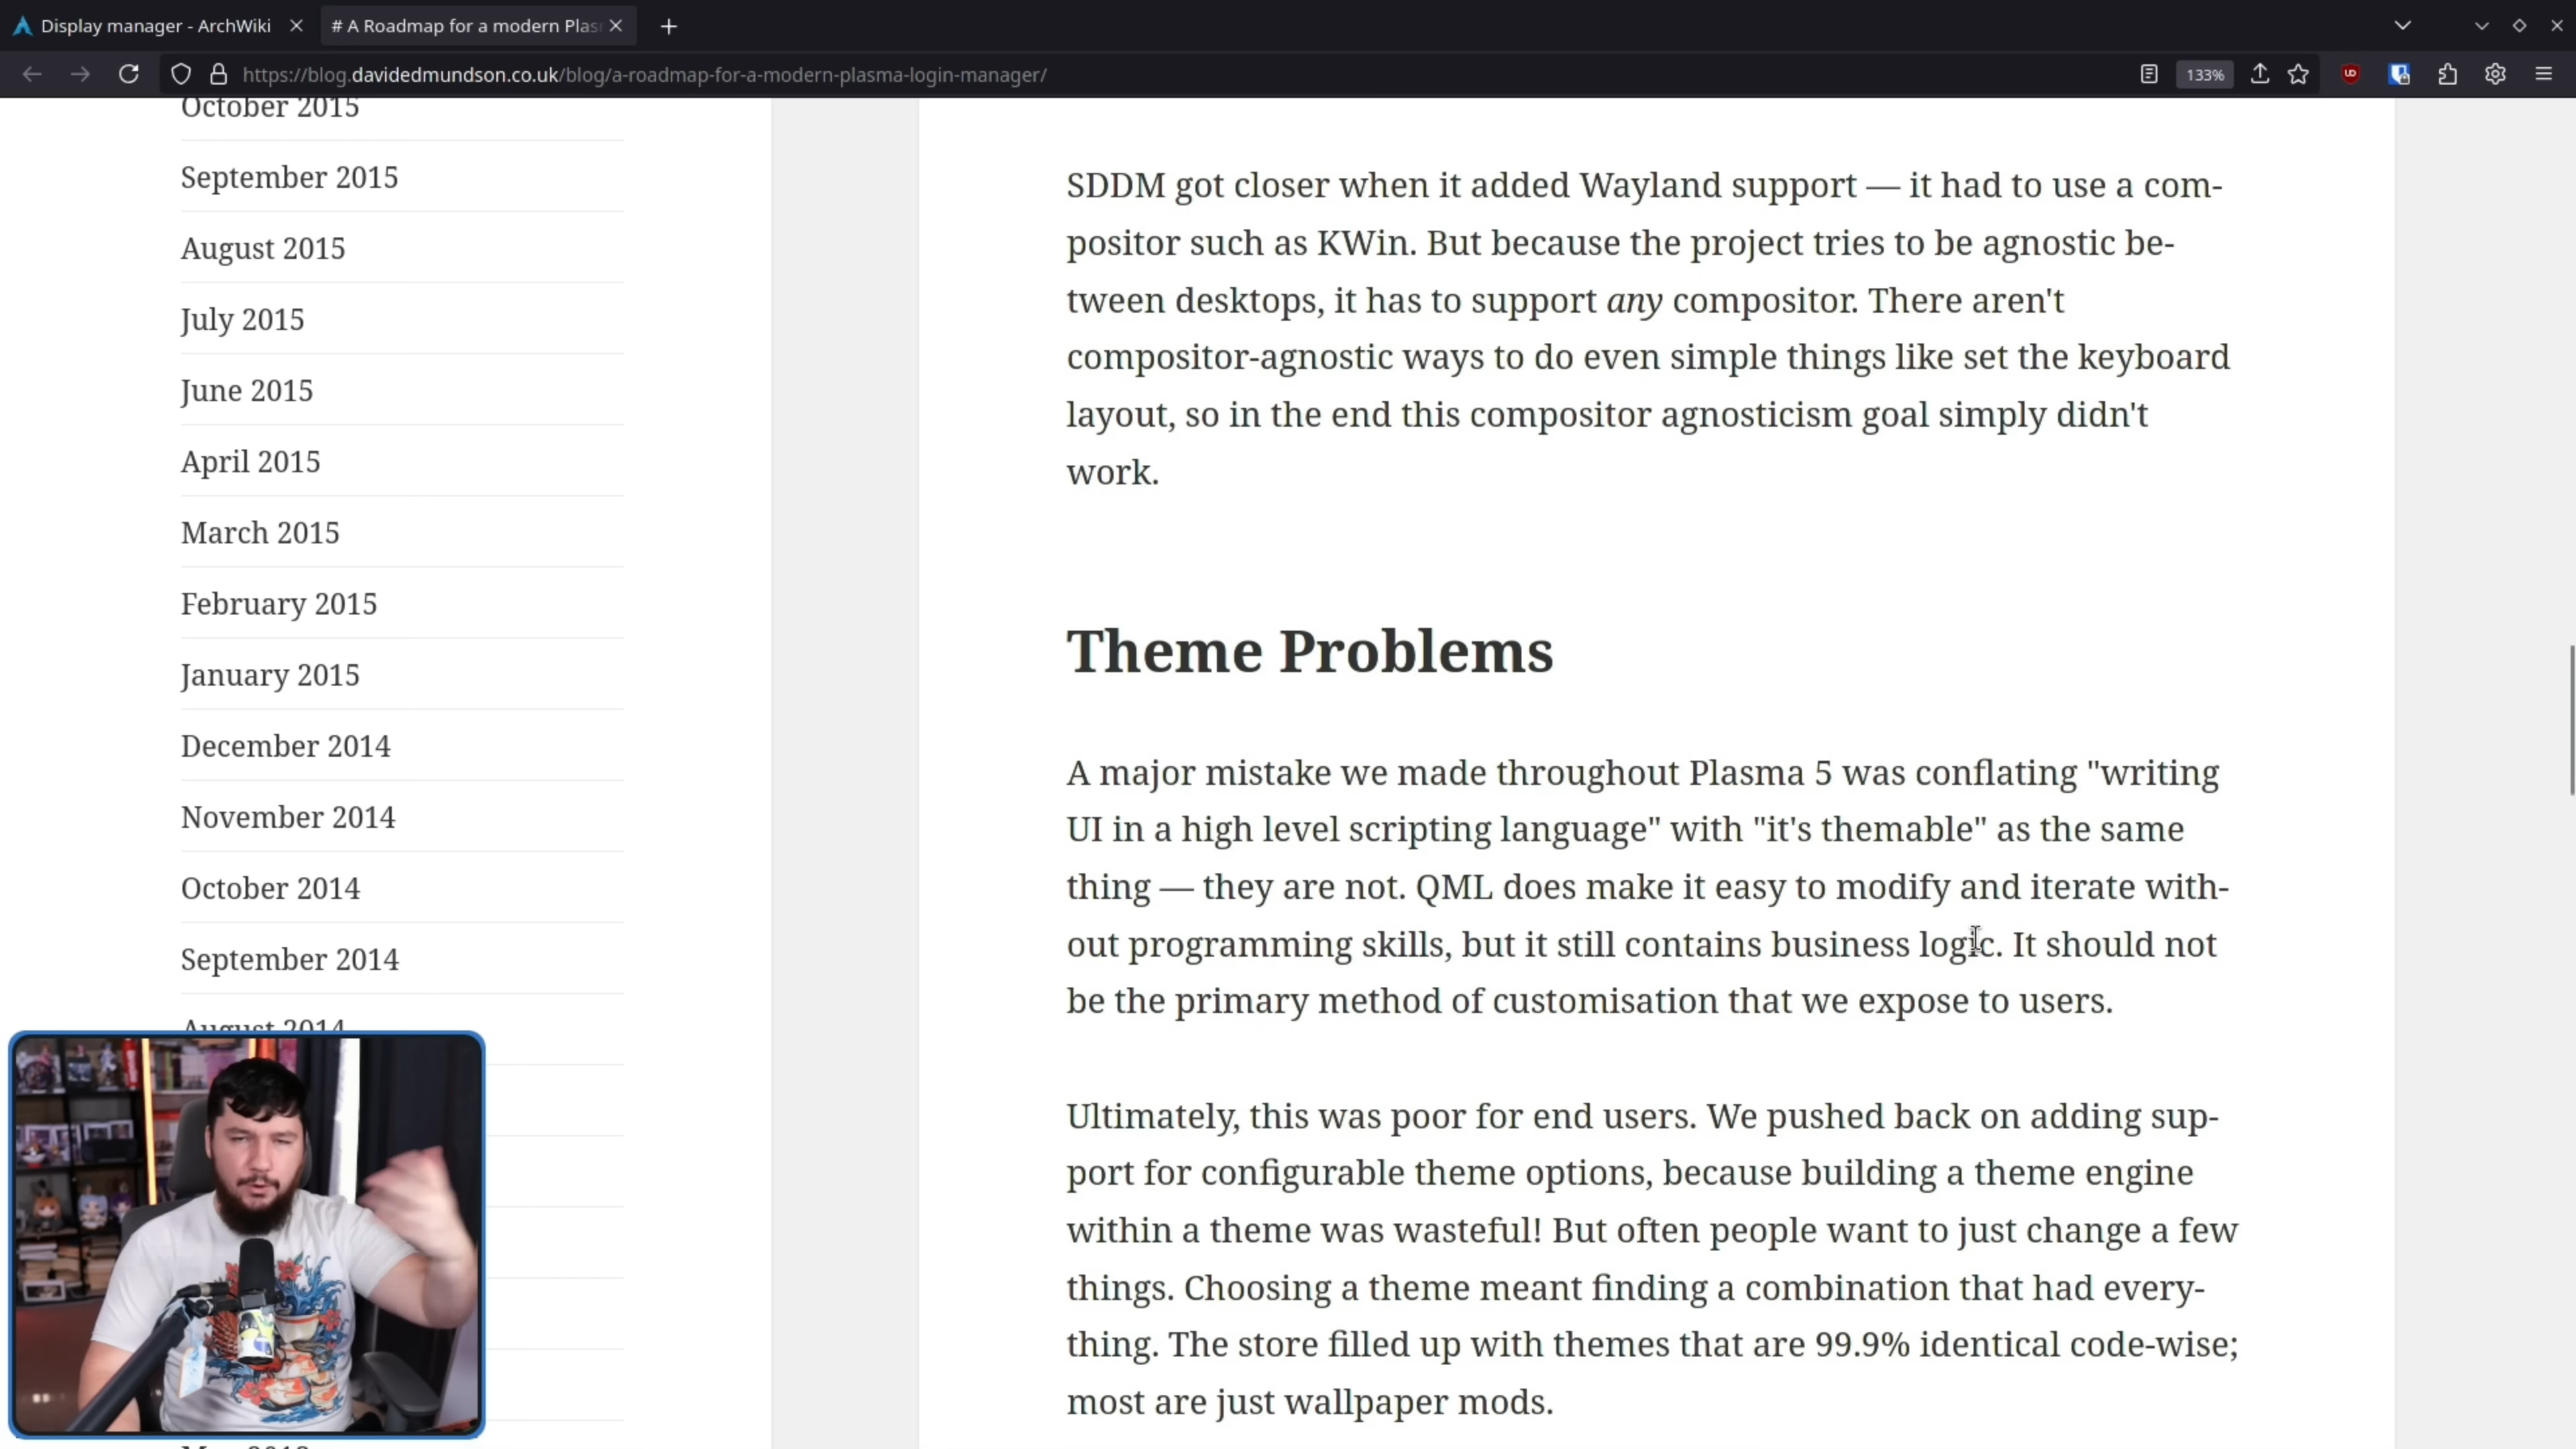 Display manager - ArchWiki
# A Roadmap for a modern Plas
https://blog.davidedmundson.co.uk/blog/a-roadmap-for-a-modern-plasma-login-manager/
133%
October 2015
September 2015
August 2015
July 2015
June 2015
April 2015
March 2015
February 2015
January 2015
December 2014
November 2014
October 2014
September 2014
August 2014
SDDM got closer when it added Wayland support — it had to use a com-
positor such as KWin. But because the project tries to be agnostic be-
tween desktops, it has to support any compositor. There aren't
compositor-agnostic ways to do even simple things like set the keyboard
layout, so in the end this compositor agnosticism goal simply didn't
work.
Theme Problems
A major mistake we made throughout Plasma 5 was conflating "writing
UI in a high level scripting language" with "it's themable" as the same
thing — they are not. QML does make it easy to modify and iterate with-
out programming skills, but it still contains business logic. It should not
be the primary method of customisation that we expose to users.
Ultimately, this was poor for end users. We pushed back on adding sup-
port for configurable theme options, because building a theme engine
within a theme was wasteful! But often people want to just change a few
things. Choosing a theme meant finding a combination that had every-
thing. The store filled up with themes that are 99.9% identical code-wise;
most are just wallpaper mods.